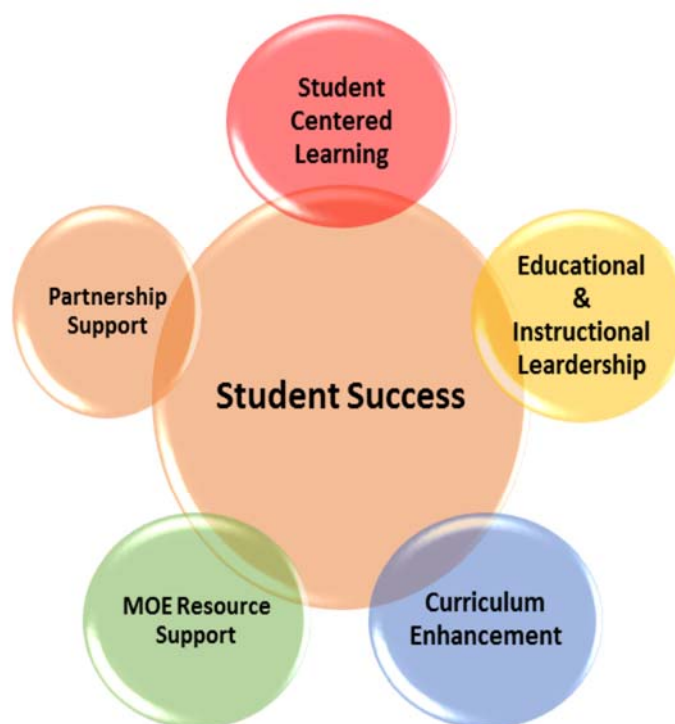 Student
Centered
Learning
Educational
&
Instructional
Leardership
Partnership
Support
Student Success
MOE Resource
Support
Curriculum
Enhancement